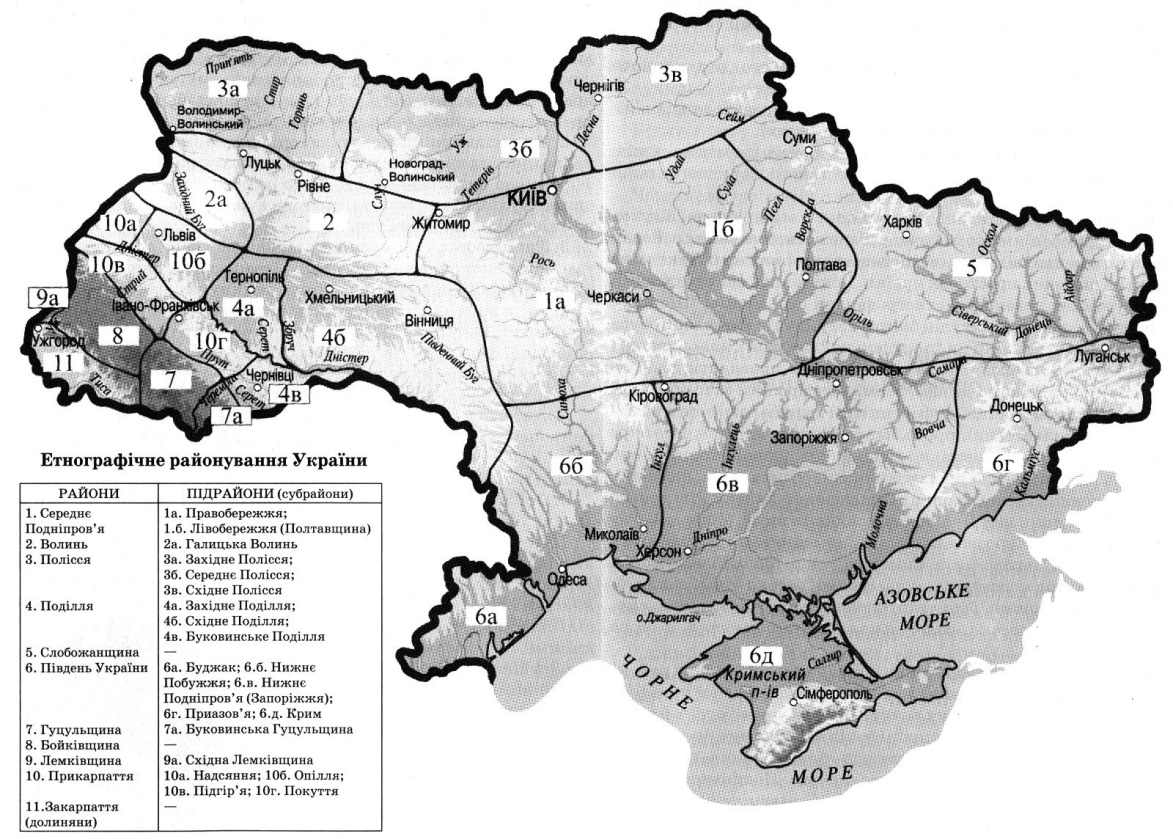 Прип'ять
3а
Стир
Горинь
Володимир-
Волинський
Чернігів
3в
Десна
Сейм
Суми
Уж
3б
Новоград-
Волинський
Случ
Тетерів
КИЇВ
Удай
Сула
Псел
Ворскла
1б
Луцьк
Рівне
Західний Буг
2а
2
Житомир
Харків
Оскол
5
Айдар
10а
Львів
Дністер
10в
10б
Стрий
Рось
Полтава
Тернопіль
Хмельницький
1а
Черкаси
9а
Івано-Франківськ
4а
Вінниця
Оріль
Сіверський Донець
Ужгород
8
10г
Серет
Збруч
4б
Дністер
Південний Буг
Луганськ
11
Тиса
7
Прут
Черемош
Серет
Чернівці
4в
7а
Синюха
Кіровоград
Дніпропетровськ
Самара
Донецьк
Запоріжжя
Вовча
6б
Інгул
Інгулець
6в
6г
Кальміус
Миколаїв
Херсон
Дніпро
Молочна
Одеса
6а
о.Джарилгач
АЗОВСЬКЕ
МОРЕ
ЧОРНЕ
6д
Салгир
Кримський
п-ів
Сімферополь
МОРЕ
Етнографічне районування України
РАЙОНИ ПІДРАЙОНИ (субрайони)
1. Середнє 1а. Правобережжя;
Подніпров'я 1.б. Лівобережжя (Полтавщина)
2. Волинь 2а. Галицька Волинь
3. Полісся 3а. Західне Полісся;
3б. Середнє Полісся;
3в. Східне Полісся
4. Поділля 4а. Західне Поділля;
4б. Східне Поділля;
4в. Буковинське Поділля
5. Слобожанщина —
6. Південь України 6а. Буджак; 6.б. Нижнє
Побужжя; 6.в. Нижнє
Подніпров'я (Запоріжжя);
6г. Приазов'я; 6.д. Крим
7. Гуцульщина 7а. Буковинська Гуцульщина
8. Бойківщина —
9. Лемківщина 9а. Східна Лемківщина
10. Прикарпаття 10а. Надсяння; 10б. Опілля;
10в. Підгір'я; 10г. Покуття
11.Закарпаття —
(долиняни)